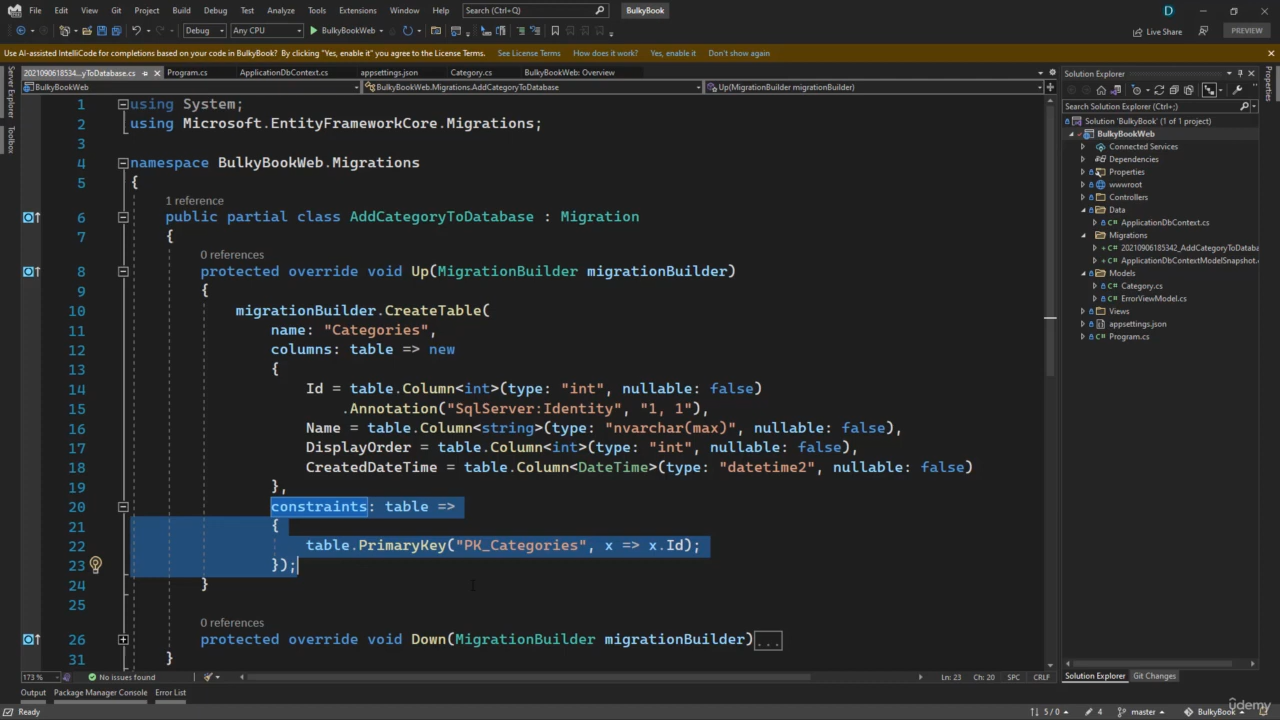 File Edit View Git Project Build Debug Test Analyze Tools Extensions Window Help Search (Ctrl+Q) BulkyBook D
Debug Any CPU BulkyBookWeb Live Share PREVIEW
Use AI-assisted IntelliCode for completions based on your code in BulkyBook? By clicking "Yes, enable it" you agree to the License Terms. See License Terms How does it work? Yes, enable it Don't show again
2021090618534...yToDatabase.cs Program.cs ApplicationDbContext.cs appsettings.json Category.cs BulkyBookWeb: Overview
BulkyBookWeb BulkyBookWeb.Migrations.AddCategoryToDatabase Up(MigrationBuilder migrationBuilder)
Server Explorer
Toolbox
1 using System;
2 using Microsoft.EntityFrameworkCore.Migrations;
3
4 namespace BulkyBookWeb.Migrations
5 {
1 reference
6 public partial class AddCategoryToDatabase : Migration
7 {
0 references
8 protected override void Up(MigrationBuilder migrationBuilder)
9 {
10 migrationBuilder.CreateTable(
11 name: "Categories",
12 columns: table => new
13 {
14 Id = table.Column<int>(type: "int", nullable: false)
15 .Annotation("SqlServer:Identity", "1, 1"),
16 Name = table.Column<string>(type: "nvarchar(max)", nullable: false),
17 DisplayOrder = table.Column<int>(type: "int", nullable: false),
18 CreatedDateTime = table.Column<DateTime>(type: "datetime2", nullable: false)
19 },
20 constraints: table =>
21 {
22 table.PrimaryKey("PK_Categories", x => x.Id);
23 });
24 }
25
0 references
26 protected override void Down(MigrationBuilder migrationBuilder)...
31 }
173 % No issues found Ln: 23 Ch: 20 SPC CRLF
Output Package Manager Console Error List
Solution Explorer
Search Solution Explorer (Ctrl+;)
Solution 'BulkyBook' (1 of 1 project)
BulkyBookWeb
Connected Services
Dependencies
Properties
wwwroot
Controllers
Data
ApplicationDbContext.cs
Migrations
20210906185342_AddCategoryToDataba
ApplicationDbContextModelSnapshot.
Models
Category.cs
ErrorViewModel.cs
Views
appsettings.json
Program.cs
Solution Explorer Git Changes
Properties
Ready 5 / 0 4 master BulkyBook
ûdemy